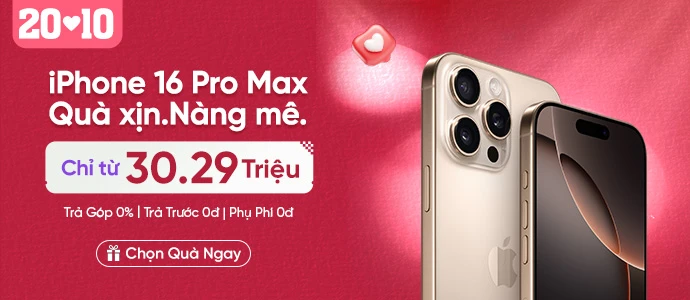 20♥10
iPhone 16 Pro Max
Quà xịn.Nàng mê.
Chỉ từ 30.29 Triệu
Trả Góp 0% | Trả Trước 0đ | Phụ Phí 0đ
Chọn Quà Ngay